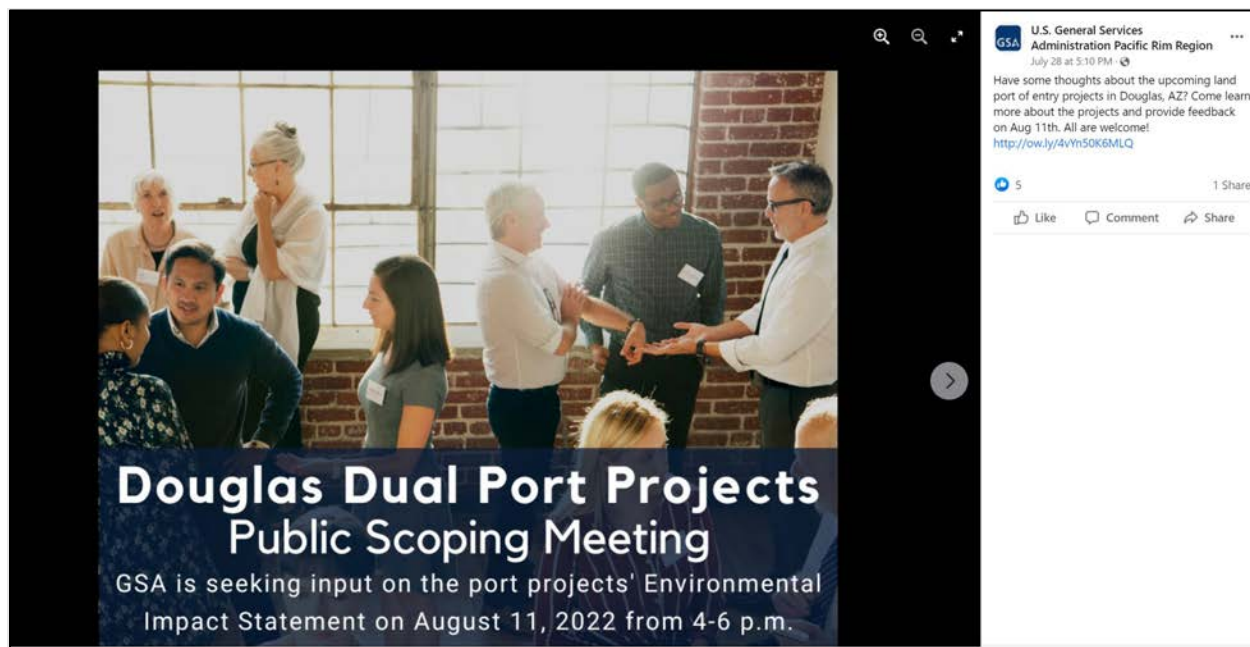 Douglas Dual Port Projects
Public Scoping Meeting
GSA is seeking input on the port projects' Environmental
Impact Statement on August 11, 2022 from 4-6 p.m.
GSA
U.S. General Services
Administration Pacific Rim Region
July 28 at 5:10 PM ·
Have some thoughts about the upcoming land
port of entry projects in Douglas, AZ? Come learn
more about the projects and provide feedback
on Aug 11th. All are welcome!
http://ow.ly/4vYn50K6MLQ
5
1 Share
Like
Comment
Share